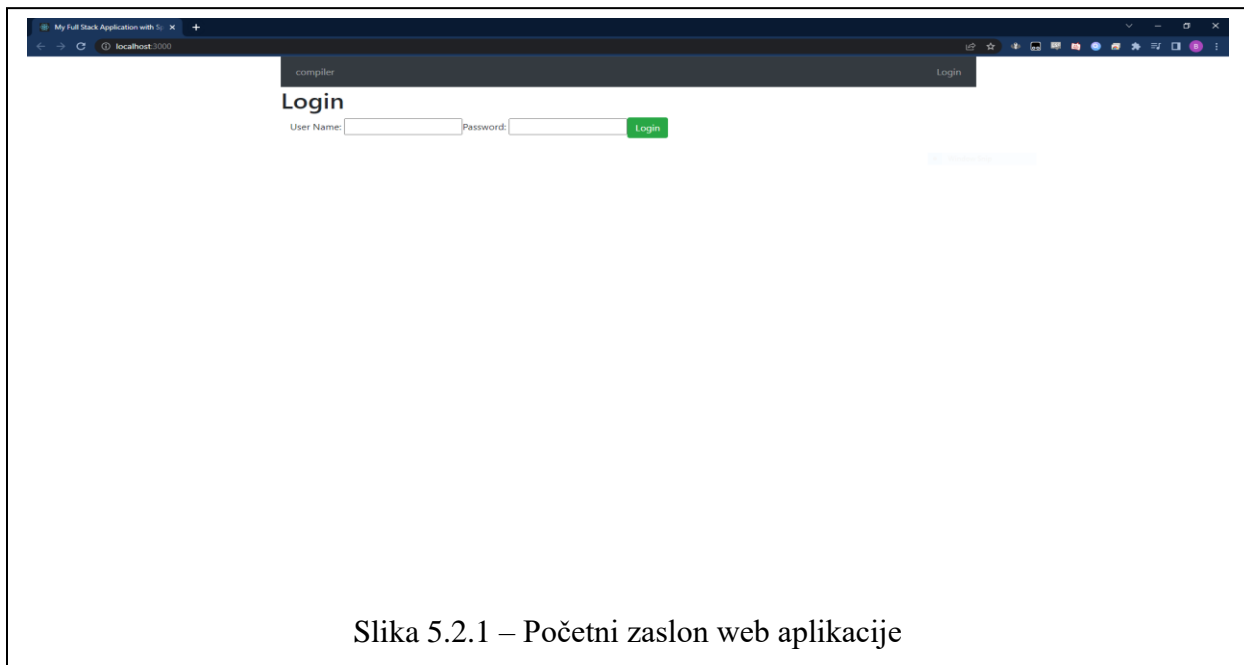 My Full Stack Application with Sp
localhost:3000
B
compiler Login
Login
User Name: Password: Login
Slika 5.2.1 – Početni zaslon web aplikacije